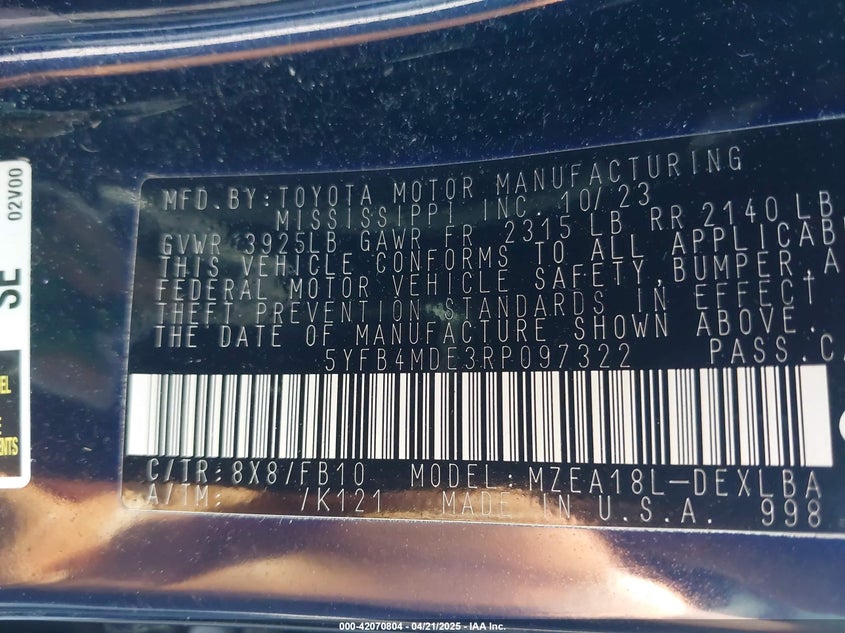 MFD.BY:TOYOTA MOTOR MANUFACTURING
MISSISSIPPI INC. 10/23
GVWR 3925LB GAWR FR 2315 LB RR 2140 LB
THIS VEHICLE CONFORMS TO ALL APPLICAB
FEDERAL MOTOR VEHICLE SAFETY,BUMPER,A
THEFT PREVENTION STANDARDS IN EFFECT
THE DATE OF MANUFACTURE SHOWN ABOVE.
5YFB4MDE3RP097322 PASS.CA
C/TR:8X8/FB10 MODEL:MZEA18L-DEXLBA
A/TM: /K121 MADE IN U.S.A. 998
02V00
SE
EL
E
ENTS
000-42070804 - 04/21/2025 - IAA Inc.